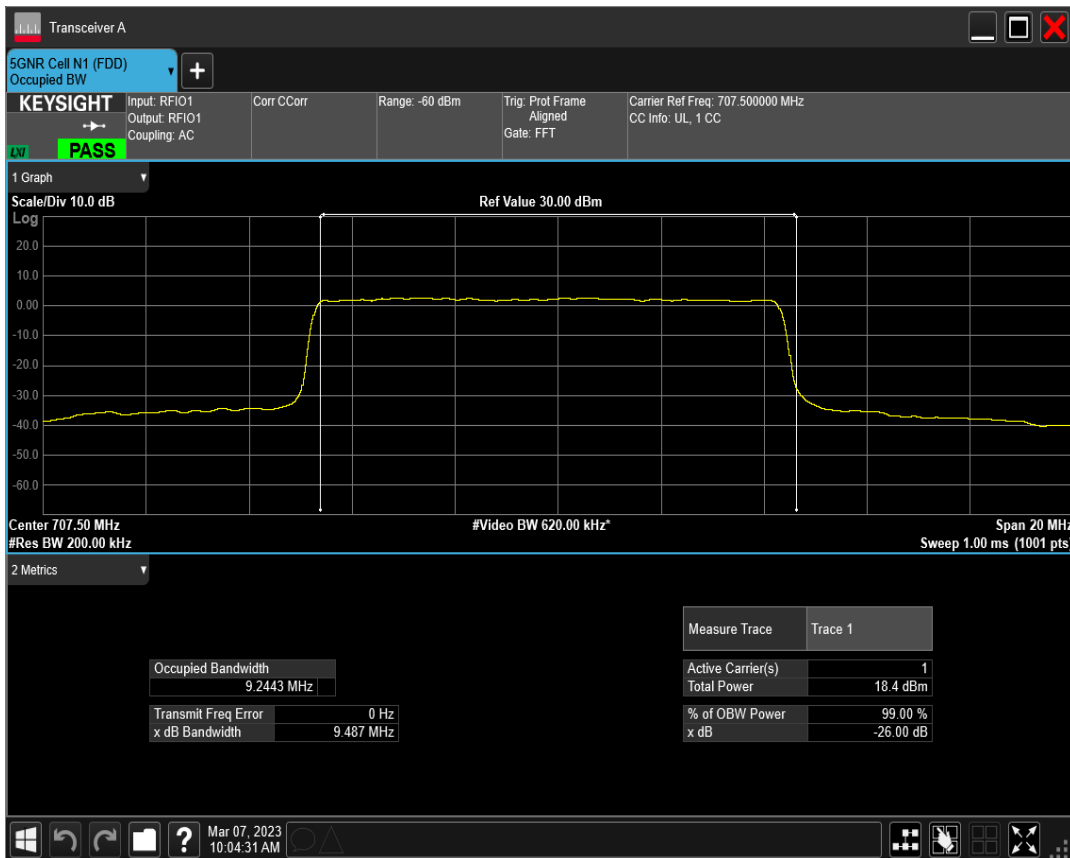 Transceiver A
5GNR Cell N1 (FDD)
Occupied BW
+
KEYSIGHT
LXI
PASS
Input: RFIO1
Output: RFIO1
Coupling: AC
Corr CCorr
Range: -60 dBm
Trig: Prot Frame
Aligned
Gate: FFT
Carrier Ref Freq: 707.500000 MHz
CC Info: UL, 1 CC
1 Graph
Scale/Div 10.0 dB
Ref Value 30.00 dBm
Log
20.0
10.0
0.00
-10.0
-20.0
-30.0
-40.0
-50.0
-60.0
Center 707.50 MHz
#Video BW 620.00 kHz*
Span 20 MHz
#Res BW 200.00 kHz
Sweep 1.00 ms (1001 pts)
2 Metrics
Measure Trace Trace 1
Occupied Bandwidth
9.2443 MHz
Active Carrier(s) 1
Total Power 18.4 dBm
Transmit Freq Error 0 Hz
x dB Bandwidth 9.487 MHz
% of OBW Power 99.00 %
x dB -26.00 dB
?
Mar 07, 2023
10:04:31 AM